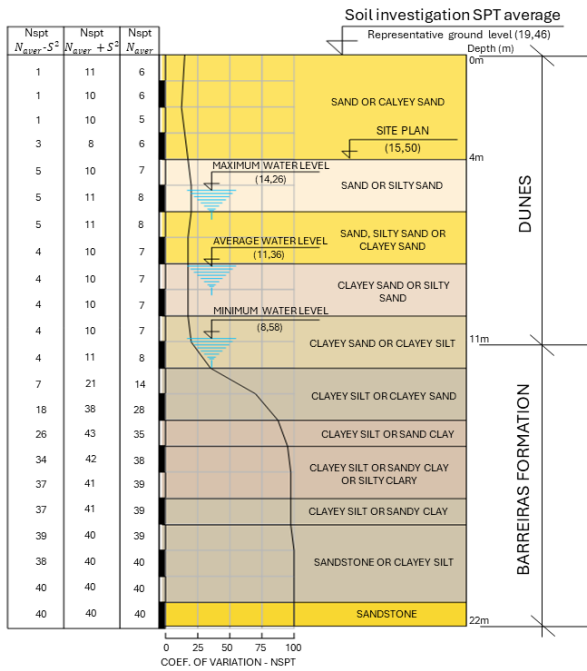 Soil investigation SPT average
Representative ground level (19,46)
Depth (m)
Nspt Nspt Nspt
N_aver - S² N_aver + S² N_aver
1 11 6
1 10 6
1 10 5
3 8 6
5 10 7
5 11 8
5 11 8
4 10 7
4 10 7
4 10 7
4 10 7
4 11 8
7 21 14
18 38 28
26 43 35
34 42 38
37 41 39
37 41 39
39 40 39
38 40 40
40 40 40
40 40 40
0m
SAND OR CALYEY SAND
SITE PLAN
(15,50)
4m
MAXIMUM WATER LEVEL
(14,26)
SAND OR SILTY SAND
SAND, SILTY SAND OR
CLAYEY SAND
AVERAGE WATER LEVEL
(11,36)
CLAYEY SAND OR SILTY
SAND
MINIMUM WATER LEVEL
(8,58)
CLAYEY SAND OR CLAYEY SILT
11m
CLAYEY SILT OR CLAYEY SAND
CLAYEY SILT OR SAND CLAY
CLAYEY SILT OR SANDY CLAY
OR SILTY CLARY
CLAYEY SILT OR SANDY CLAY
SANDSTONE OR CLAYEY SILT
SANDSTONE
22m
DUNES
BARREIRAS FORMATION
0 25 50 75 100
COEF. OF VARIATION - NSPT